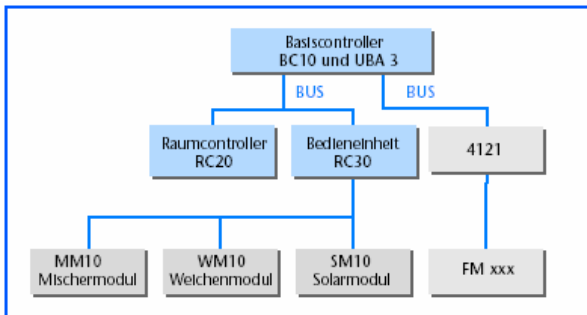 Basiscontroller
BC10 und UBA 3
BUS
BUS
Raumcontroller
RC20
Bedieneinheit
RC30
4121
MM10
Mischermodul
WM10
Weichenmodul
SM10
Solarmodul
FM xxx